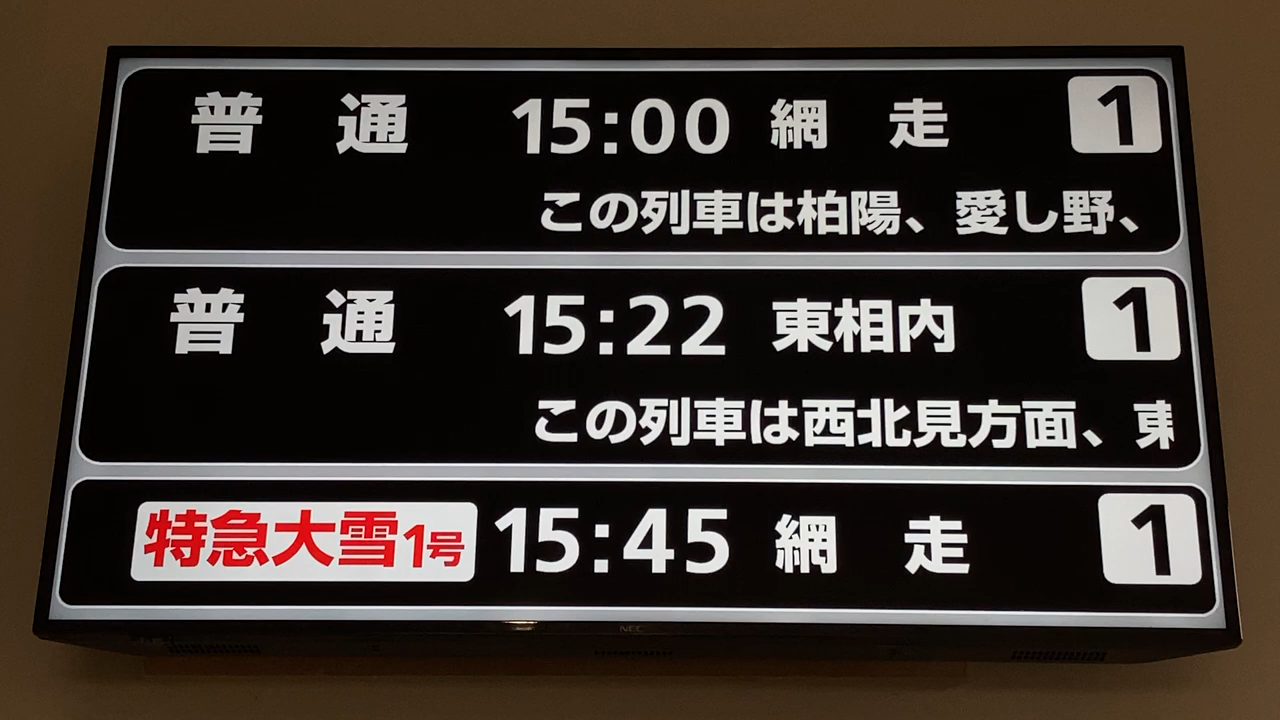 普通 15:00 網走 1
この列車は柏陽、愛し野、
普通 15:22 東相内 1
この列車は西北見方面、東
特急大雪1号 15:45 網走 1
NEC